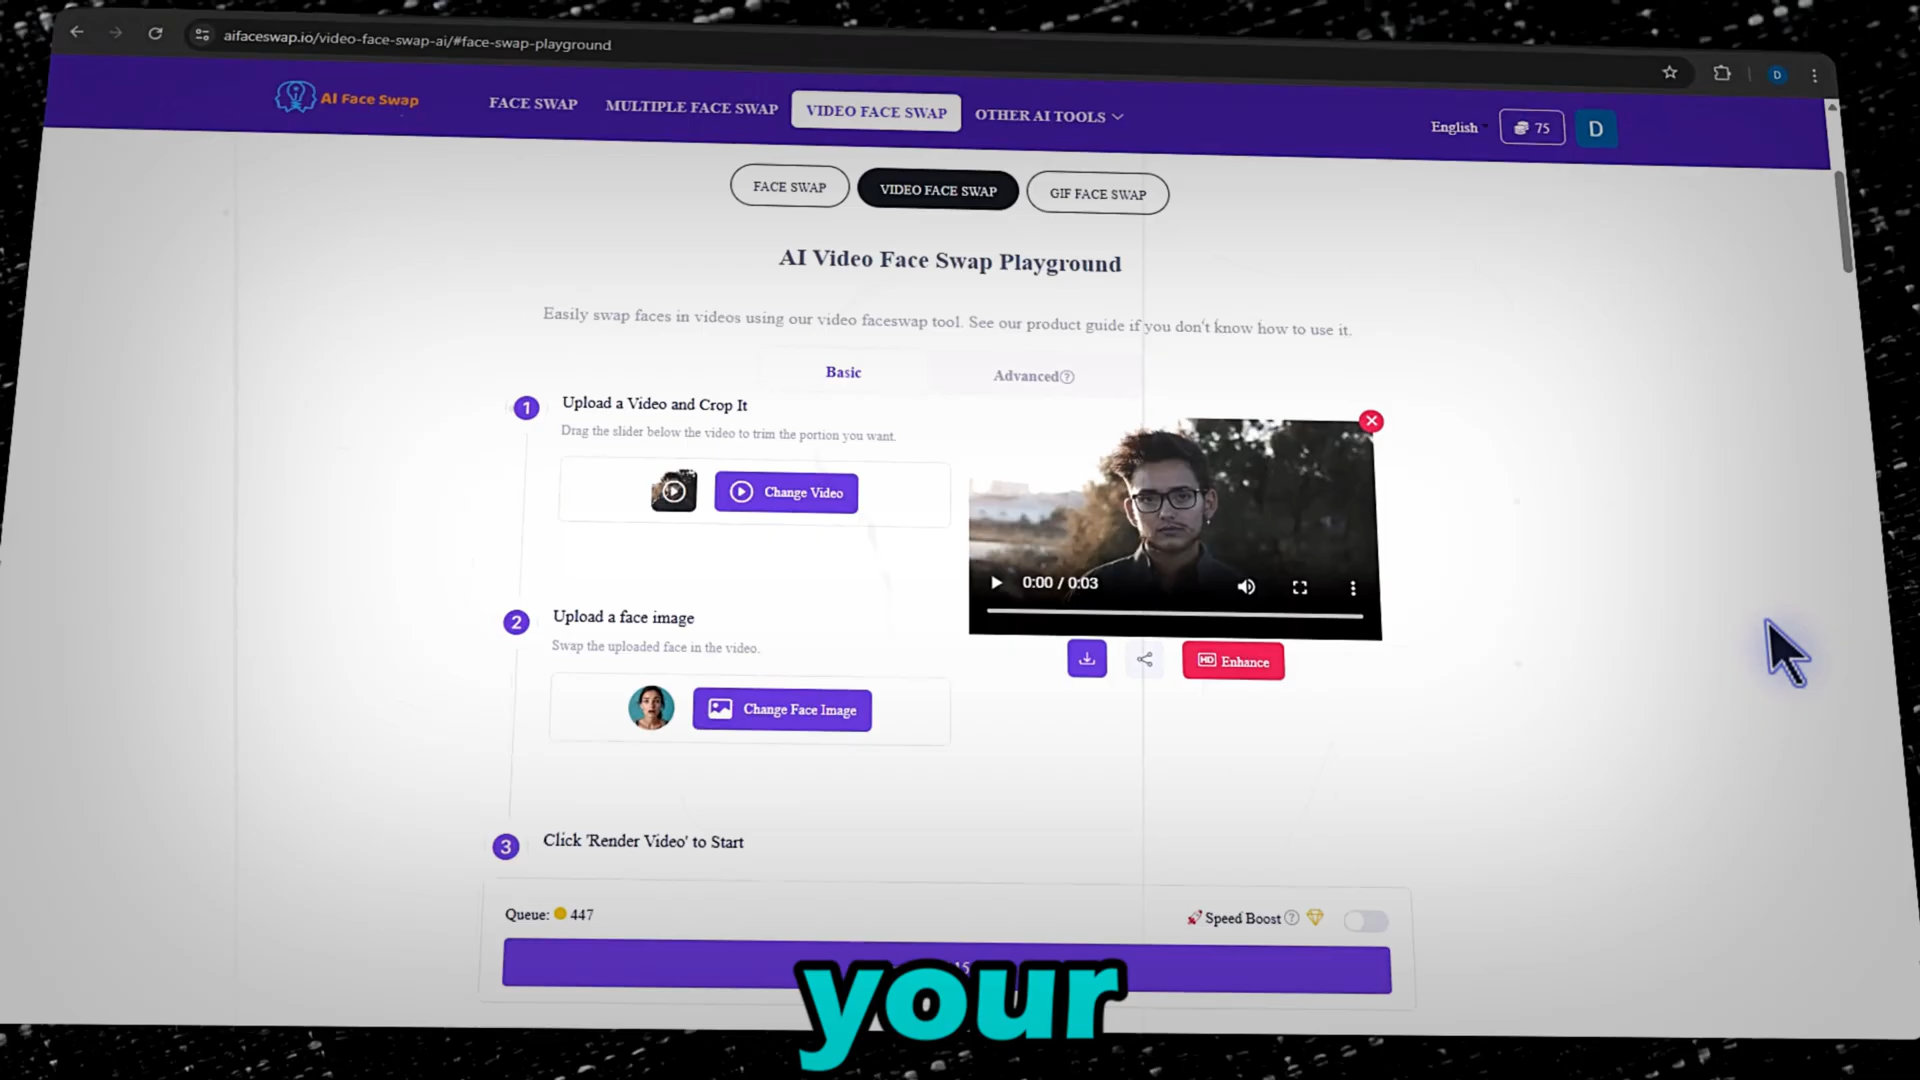 aifaceswap.io/video-face-swap-ai/#face-swap-playground
D
AI Face Swap
FACE SWAP
MULTIPLE FACE SWAP
VIDEO FACE SWAP
OTHER AI TOOLS
English
75
D
FACE SWAP
VIDEO FACE SWAP
GIF FACE SWAP
AI Video Face Swap Playground
Easily swap faces in videos using our video faceswap tool. See our product guide if you don't know how to use it.
Basic
Advanced?
1
Upload a Video and Crop It
Drag the slider below the video to trim the portion you want.
Change Video
0:00 / 0:03
2
Upload a face image
Swap the uploaded face in the video.
HD Enhance
Change Face Image
3
Click 'Render Video' to Start
Queue: 447
Speed Boost ?
your